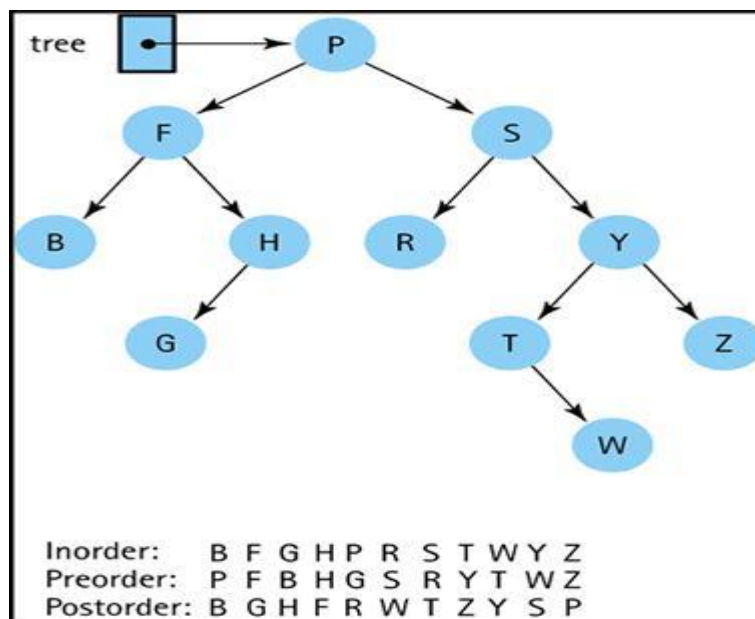 tree
P
F
S
B
H
R
Y
G
T
Z
W
Inorder: B F G H P R S T W Y Z
Preorder: P F B H G S R Y T W Z
Postorder: B G H F R W T Z Y S P